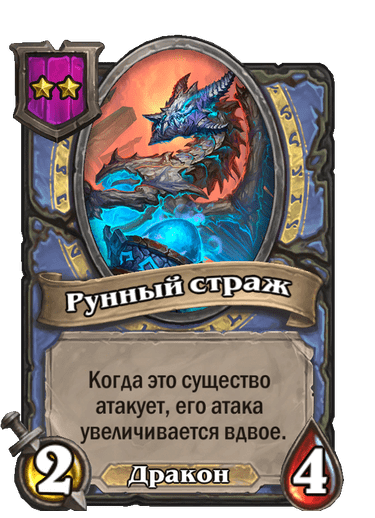 Рунный страж
Когда это существо
атакует, его атака
увеличивается вдвое.
2
Дракон
4